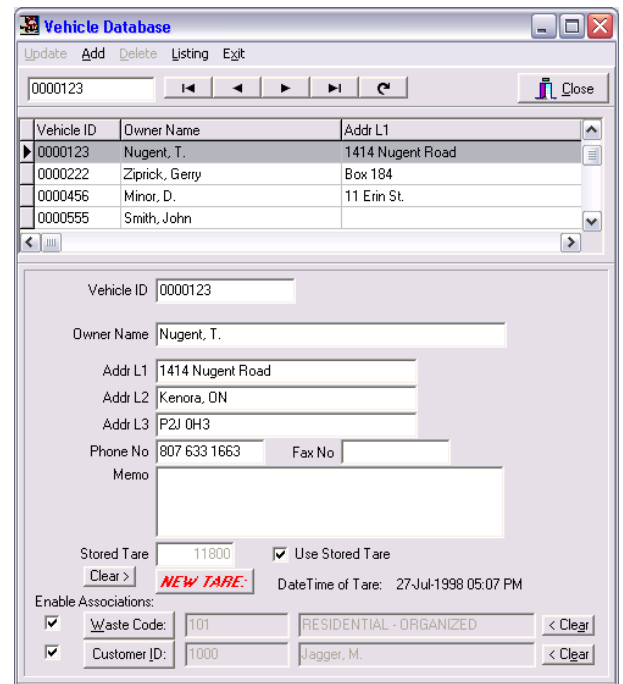 Vehicle Database
Update Add Delete Listing Exit
0000123 Close
Vehicle ID Owner Name Addr L1
0000123 Nugent, T. 1414 Nugent Road
0000222 Ziprick, Gerry Box 184
0000456 Minor, D. 11 Erin St.
0000555 Smith, John
Vehicle ID 0000123
Owner Name Nugent, T.
Addr L1 1414 Nugent Road
Addr L2 Kenora, ON
Addr L3 P2J 0H3
Phone No 807 633 1663 Fax No
Memo
Stored Tare 11800 Use Stored Tare
Clear > NEW TARE: DateTime of Tare: 27-Jul-1998 05:07 PM
Enable Associations:
Waste Code: 101 RESIDENTIAL - ORGANIZED < Clear
Customer ID: 1000 Jagger, M. < Clear